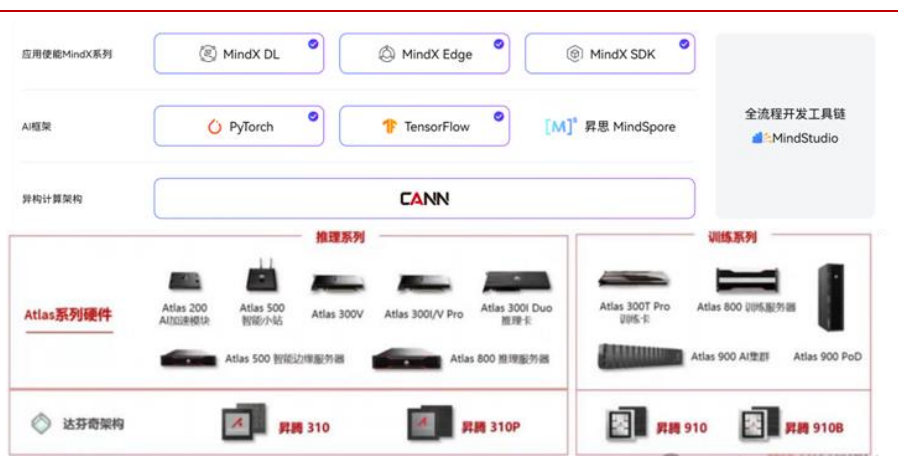 应用使能MindX系列
MindX DL
MindX Edge
MindX SDK
全流程开发工具链
MindStudio
AI框架
PyTorch
TensorFlow
[M]s 昇思 MindSpore
异构计算架构
CANN
推理系列
训练系列
Atlas系列硬件
Atlas 200
AI加速模块
Atlas 500
智能小站
Atlas 300V
Atlas 300I/V Pro
Atlas 300I Duo
推理卡
Atlas 500 智能边缘服务器
Atlas 800 推理服务器
Atlas 300T Pro
训练卡
Atlas 800 训练服务器
Atlas 900 AI集群
Atlas 900 PoD
达芬奇架构
昇腾 310
昇腾 310P
昇腾 910
昇腾 910B